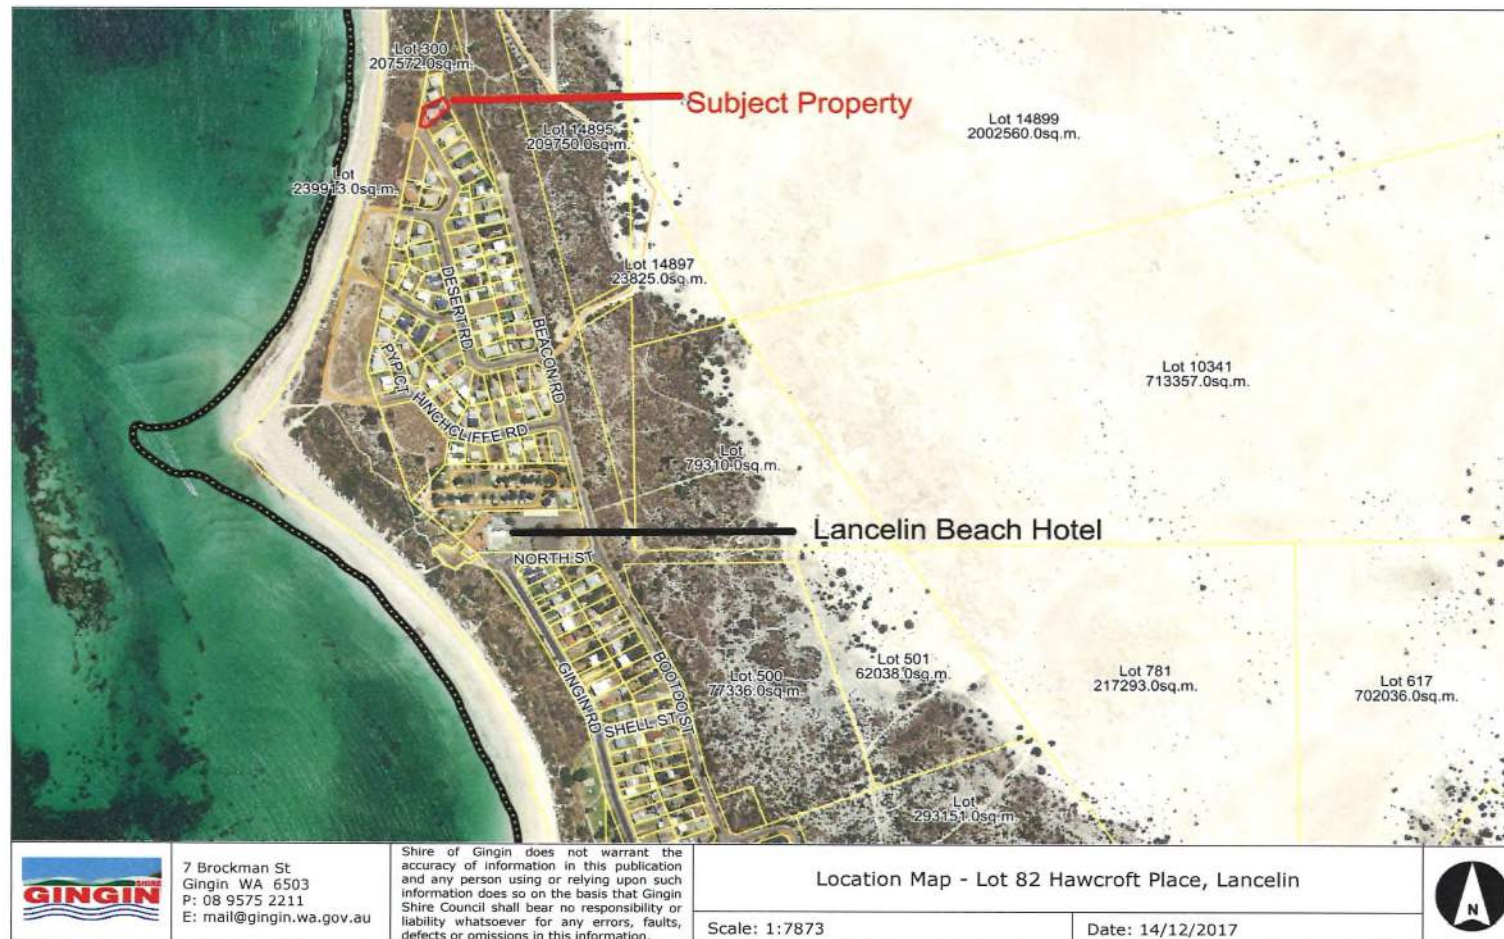 Lot 300
207572.0sq.m.
Subject Property
Lot 14895
209750.0sq.m.
Lot 14899
2002560.0sq.m.
Lot
239913.0sq.m.
Lot 14897
23825.0sq.m.
DESERT RD
BEACON RD
PYP CT
HINCHCLIFFE RD
Lot 10341
713357.0sq.m.
Lot
79310.0sq.m.
Lancelin Beach Hotel
NORTH ST
GINGIN RD
BOOTOO ST
SHELL ST
Lot 500
77336.0sq.m.
Lot 501
62038.0sq.m.
Lot 781
217293.0sq.m.
Lot 617
702036.0sq.m.
Lot
293151.0sq.m.
SHIRE
GINGIN
7 Brockman St
Gingin WA 6503
P: 08 9575 2211
E: mail@gingin.wa.gov.au
Shire of Gingin does not warrant the
accuracy of information in this publication
and any person using or relying upon such
information does so on the basis that Gingin
Shire Council shall bear no responsibility or
liability whatsoever for any errors, faults,
defects or omissions in this information.
Location Map - Lot 82 Hawcroft Place, Lancelin
Scale: 1:7873
Date: 14/12/2017
N